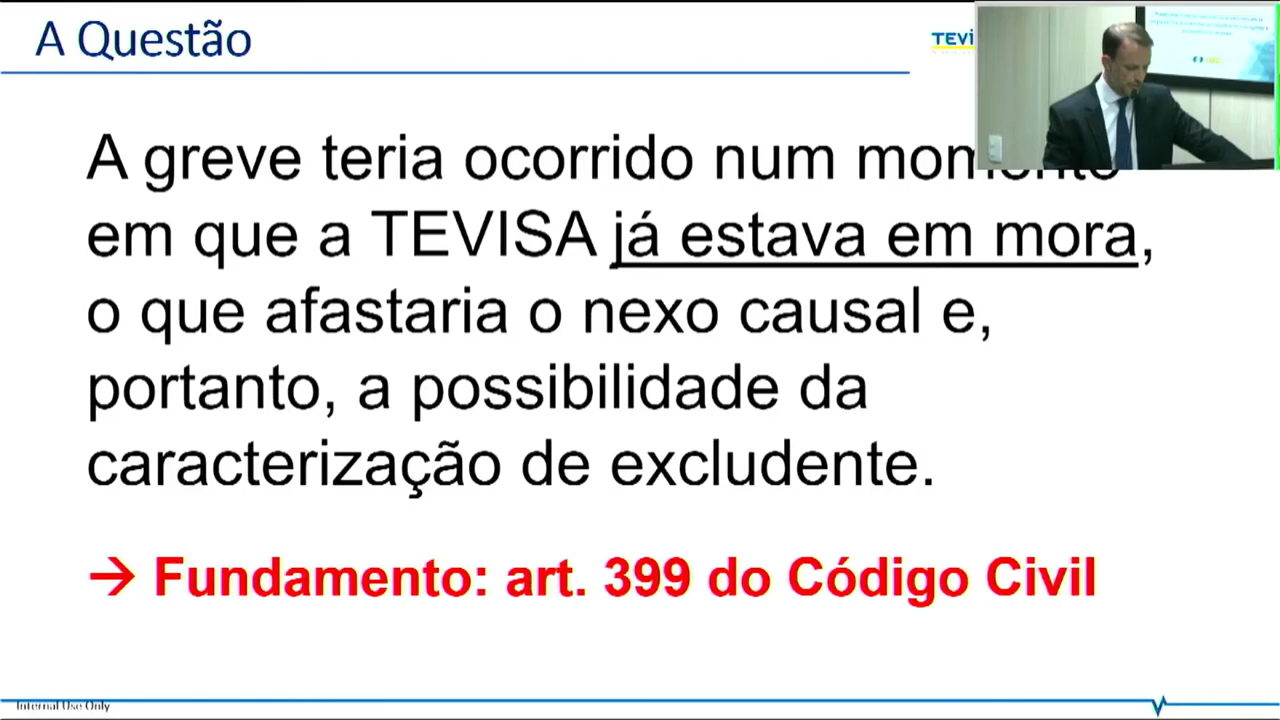 A Questão
TEVI
A greve teria ocorrido num momento
em que a TEVISA já estava em mora,
o que afastaria o nexo causal e,
portanto, a possibilidade da
caracterização de excludente.
→ Fundamento: art. 399 do Código Civil
Internal Use Only